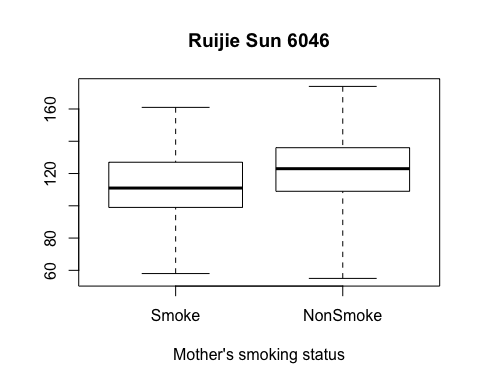 Ruijie Sun 6046
160
120
80
60
Smoke NonSmoke
Mother's smoking status